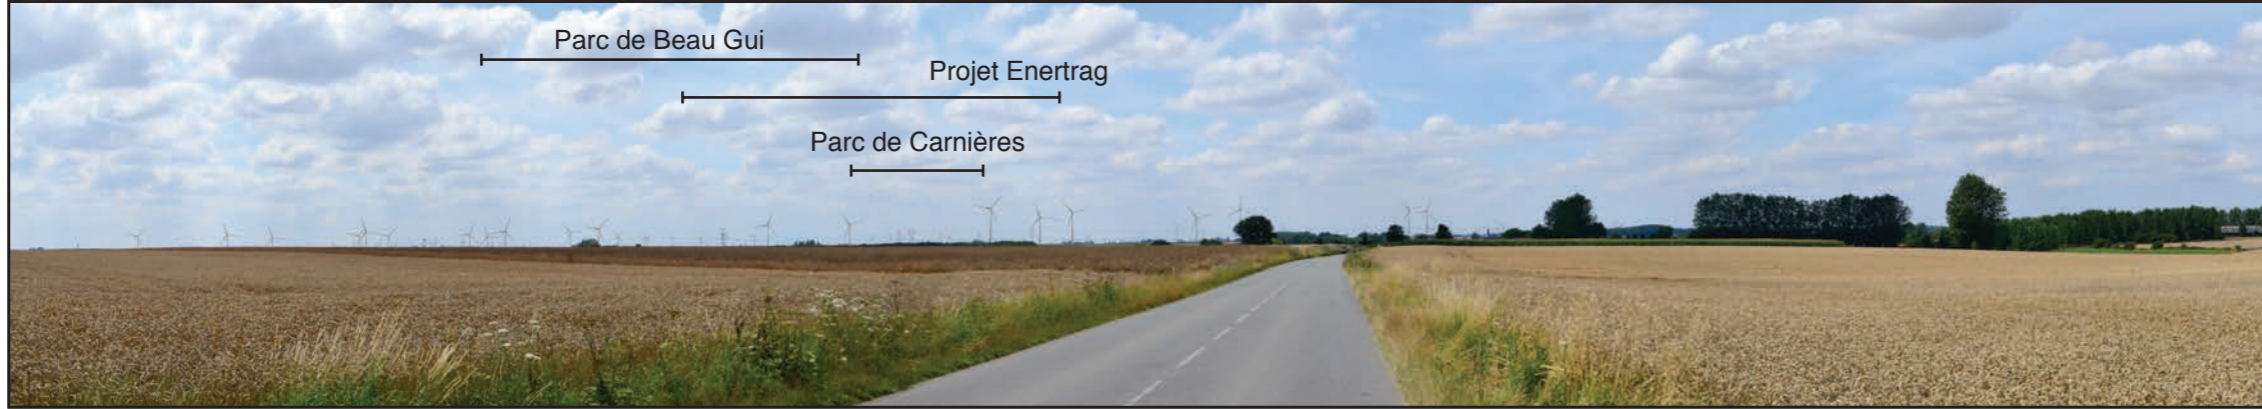 Parc de Beau Gui
Projet Enertrag
Parc de Carnières